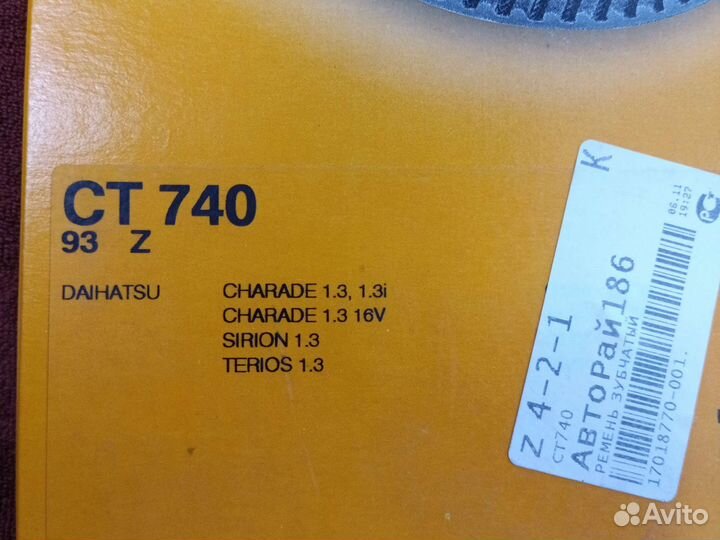 CT 740
93 Z
DAIHATSU CHARADE 1.3, 1.3i
CHARADE 1.3 16V
SIRION 1.3
TERIOS 1.3
Z 4-2-1 K
CT740
АВТОРай186
РЕМЕНЬ ЗУБЧАТЫЙ
17018770-001.
06.11
19:27
РСТ
Avito